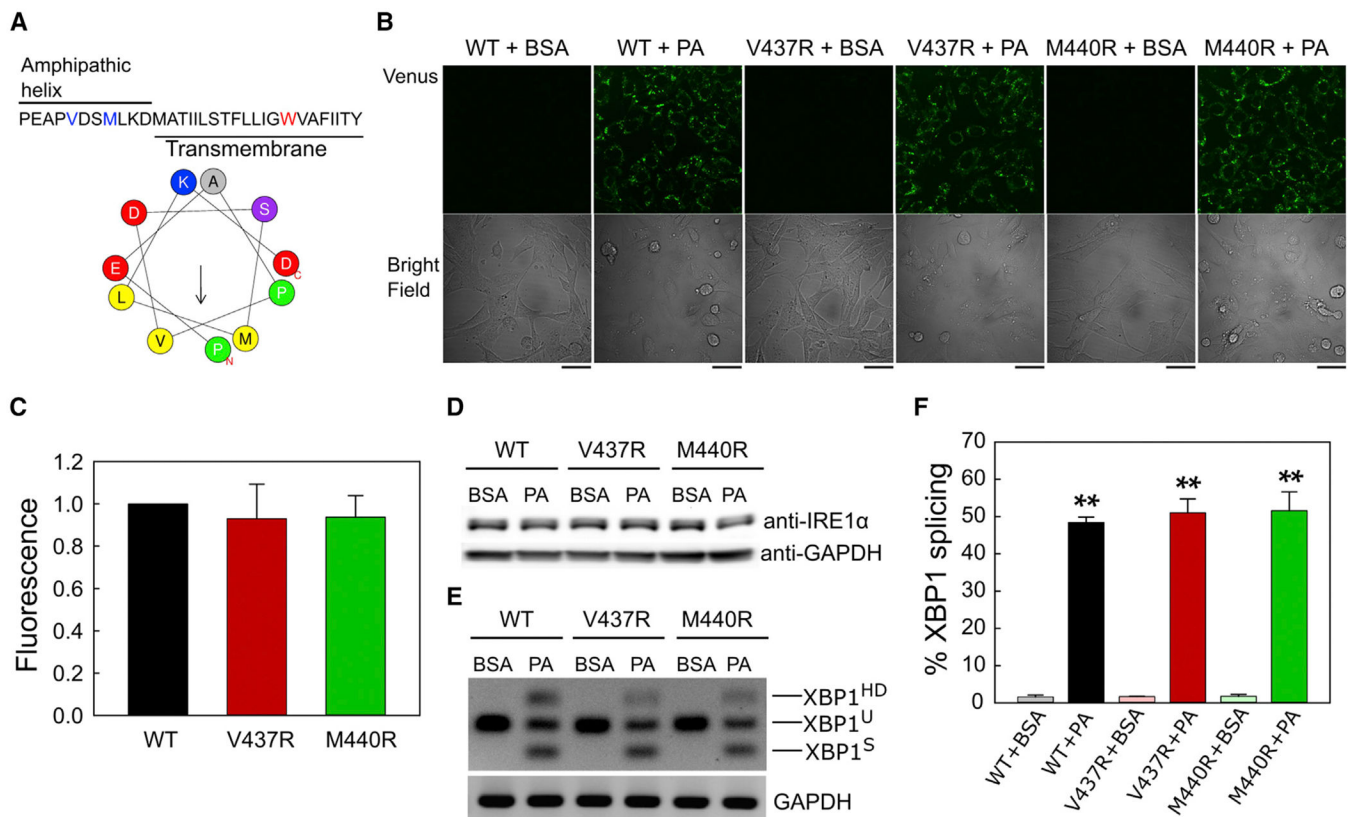 A
Amphipathic
helix
PEAPVDSMLKDMATIILSTFLLIGWVAFIITY
Transmembrane
K
A
D
S
E
D
C
L
P
V
M
P
N
B
WT + BSA
WT + PA
V437R + BSA
V437R + PA
M440R + BSA
M440R + PA
Venus
Bright
Field
C
Fluorescence
1.2
1.0
0.8
0.6
0.4
0.2
0.0
WT
V437R
M440R
D
WT
V437R
M440R
BSA
PA
BSA
PA
BSA
PA
anti-IRE1α
anti-GAPDH
E
WT
V437R
M440R
BSA
PA
BSA
PA
BSA
PA
XBP1^HD
XBP1^U
XBP1^S
GAPDH
F
% XBP1 splicing
70
60
50
40
30
20
10
0
**
**
**
WT+BSA
WT+PA
V437R+BSA
V437R+PA
M440R+BSA
M440R+PA